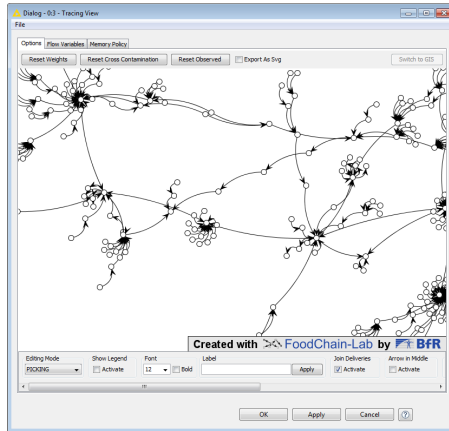 Dialog - 0:3 - Tracing View
File
Options Flow Variables Memory Policy
Reset Weights Reset Cross Contamination Reset Observed Export As Svg Switch to GIS
Created with FoodChain-Lab by BfR
Editing Mode Show Legend Font Label Join Deliveries Arrow in Middle
PICKING Activate 12 Bold Apply Activate Activate
OK Apply Cancel ?